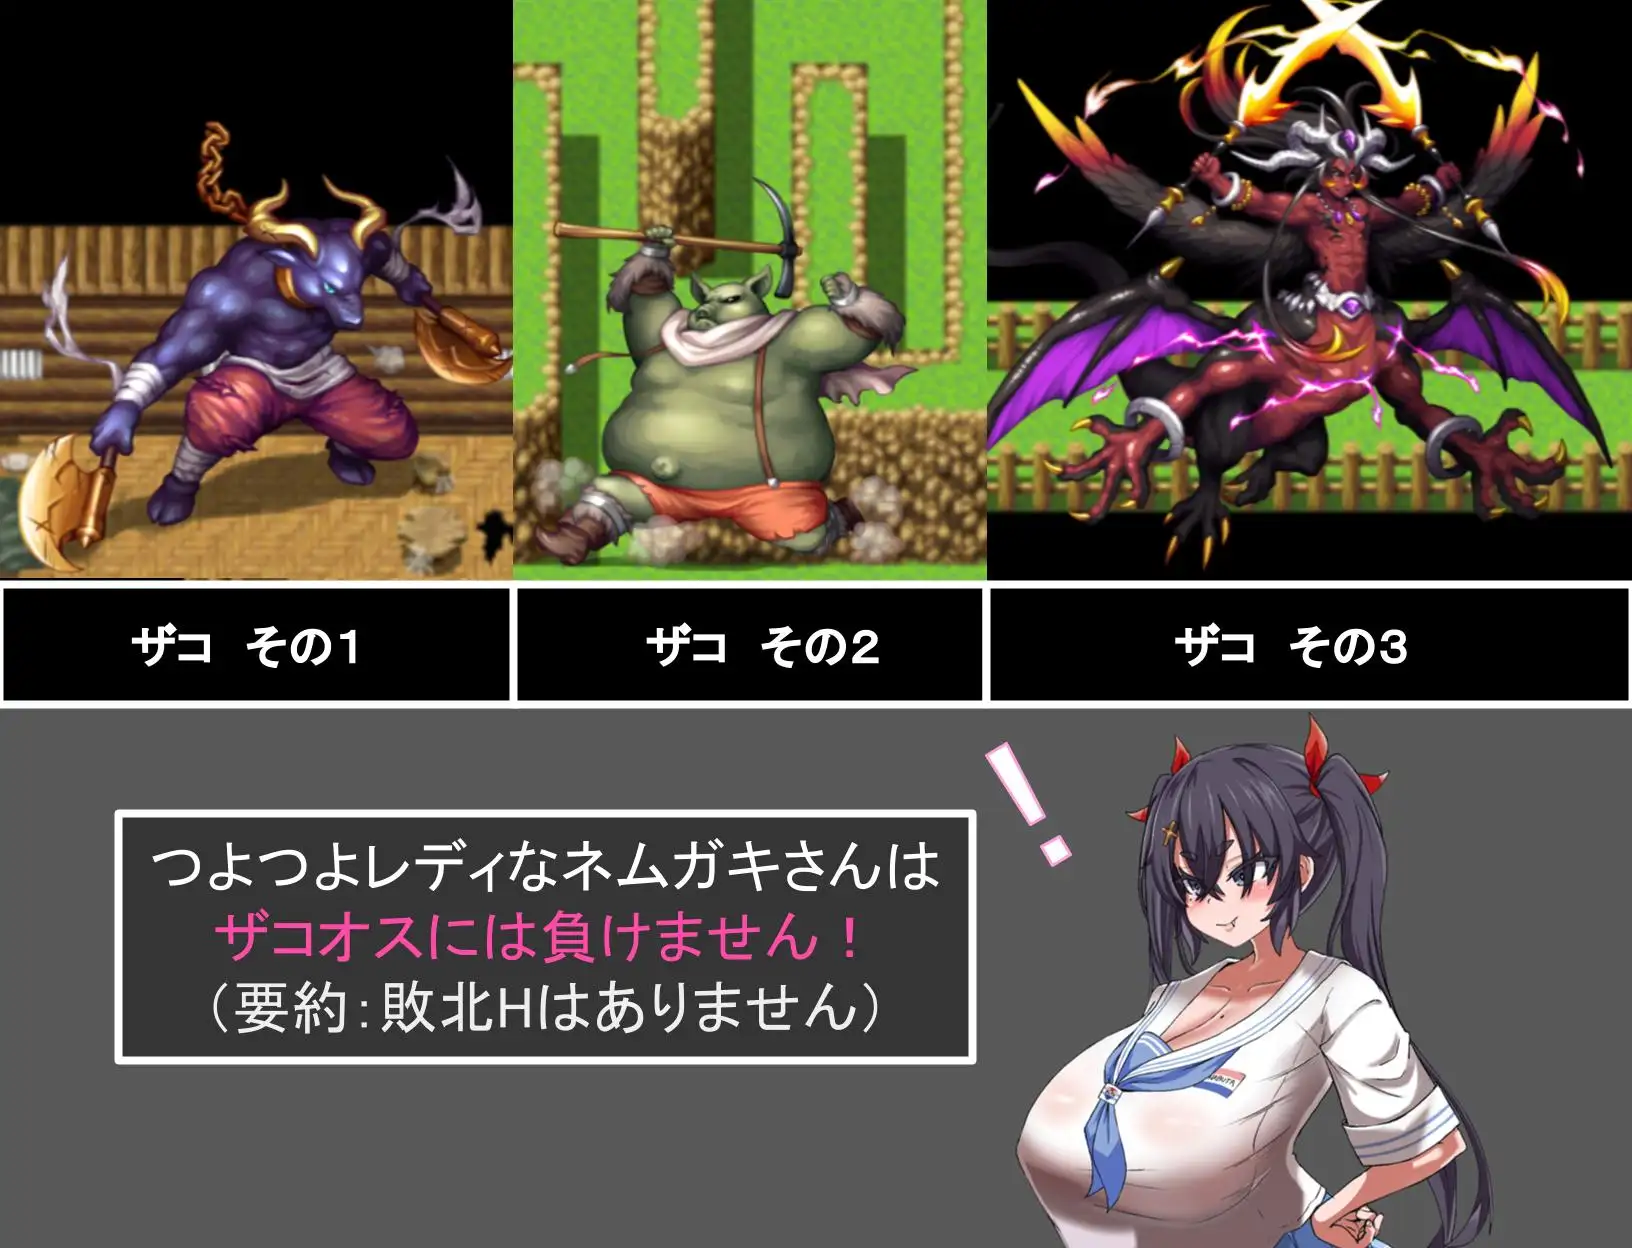 ザコ その1
ザコ その2
ザコ その3
つよつよレディなネムガキさんは
ザコオスには負けません！
（要約：敗北Hはありません）